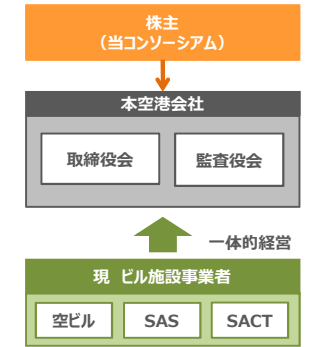 株主
（当コンソーシアム）
本空港会社
取締役会 監査役会
一体的経営
現 ビル施設事業者
空ビル SAS SACT